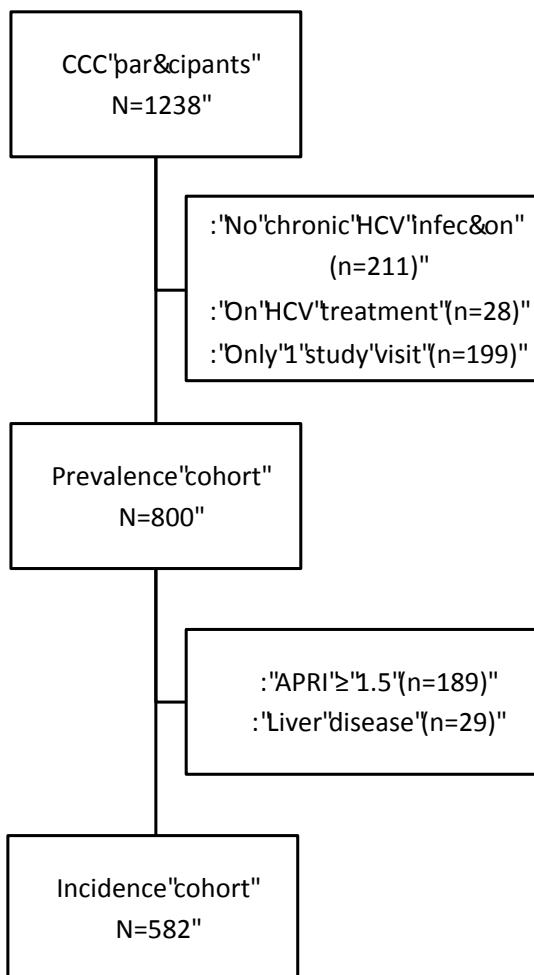 CCC"par&cipants"
N=1238"
:"No"chronic"HCV"infec&on"
(n=211)"
:"On"HCV"treatment"(n=28)"
:"Only"1"study"visit"(n=199)"
Prevalence"cohort"
N=800"
:"APRI"≥"1.5"(n=189)"
:"Liver"disease"(n=29)"
Incidence"cohort"
N=582"